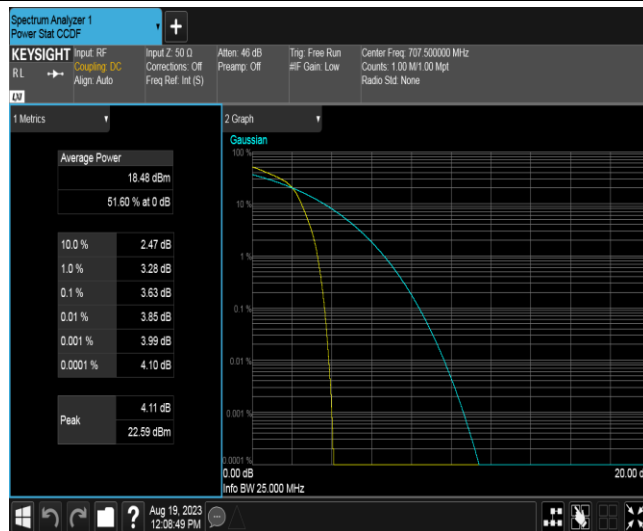 Spectrum Analyzer 1
Power Stat CCDF
KEYSIGHT
RL
LXI
Input: RF
Coupling: DC
Align: Auto
Input Z: 50 Ω
Corrections: Off
Freq Ref: Int (S)
Atten: 46 dB
Preamp: Off
Trig: Free Run
#IF Gain: Low
Center Freq: 707.500000 MHz
Counts: 1.00 M/1.00 Mpt
Radio Std: None
1 Metrics
Average Power
18.48 dBm
51.60 % at 0 dB
10.0 % 2.47 dB
1.0 % 3.28 dB
0.1 % 3.63 dB
0.01 % 3.85 dB
0.001 % 3.99 dB
0.0001 % 4.10 dB
Peak
4.11 dB
22.59 dBm
2 Graph
Gaussian
100 %
10 %
1 %
0.1 %
0.01 %
0.001 %
0.0001 %
0.00 dB 20.00 d
Info BW 25.000 MHz
Aug 19, 2023
12:08:49 PM